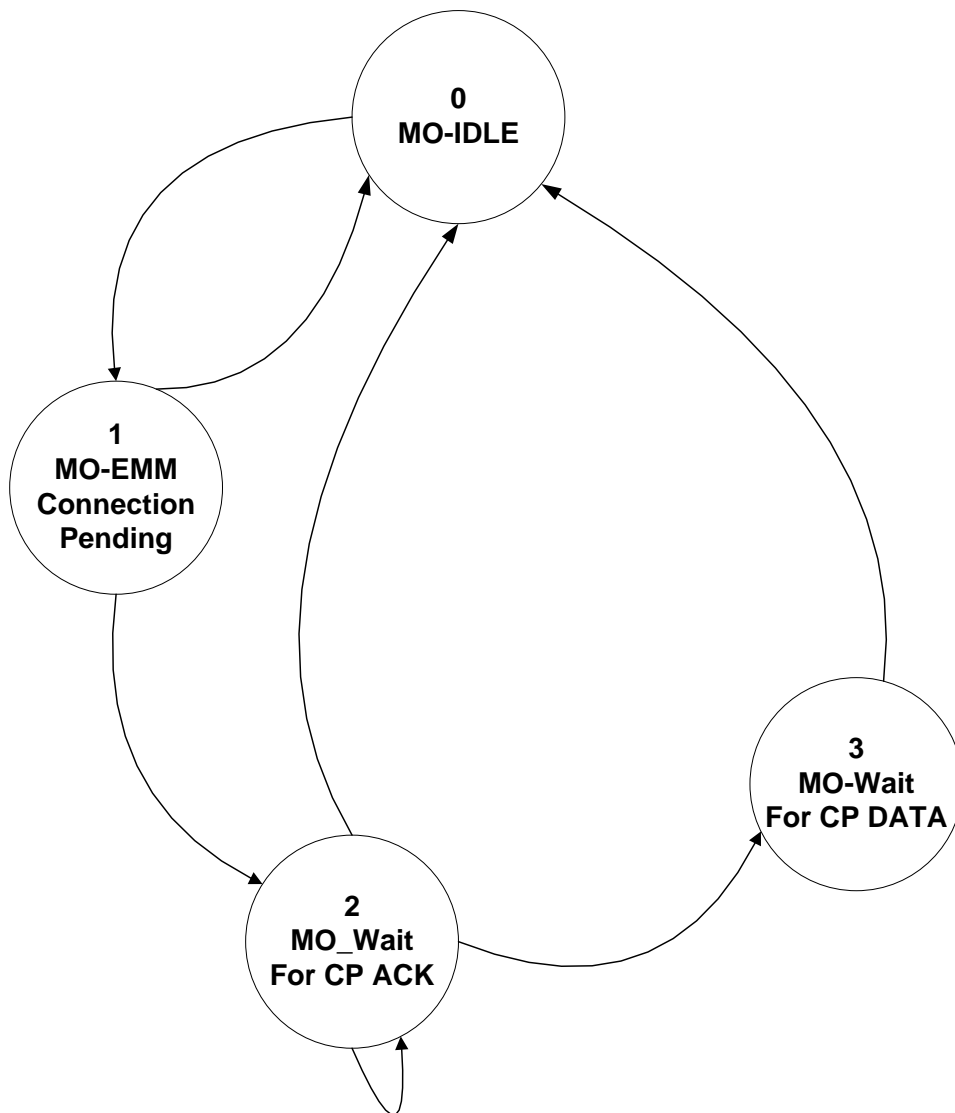 0
MO-IDLE
1
MO-EMM
Connection
Pending
3
MO-Wait
For CP DATA
2
MO_Wait
For CP ACK